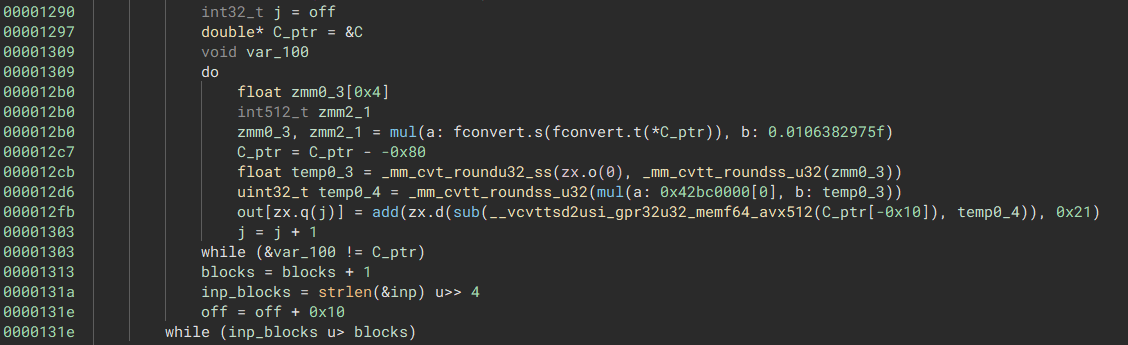 00001290 int32_t j = off
00001297 double* C_ptr = &C
00001309 void var_100
00001309 do
000012b0 float zmm0_3[0x4]
000012b0 int512_t zmm2_1
000012b0 zmm0_3, zmm2_1 = mul(a: fconvert.s(fconvert.t(*C_ptr)), b: 0.0106382975f)
000012c7 C_ptr = C_ptr - -0x80
000012cb float temp0_3 = _mm_cvt_roundu32_ss(zx.o(0), _mm_cvtt_roundss_u32(zmm0_3))
000012d6 uint32_t temp0_4 = _mm_cvtt_roundss_u32(mul(a: 0x42bc0000[0], b: temp0_3))
000012fb out[zx.q(j)] = add(zx.d(sub(__vcvttsd2usi_gpr32u32_memf64_avx512(C_ptr[-0x10]), temp0_4)), 0x21)
00001303 j = j + 1
00001303 while (&var_100 != C_ptr)
00001313 blocks = blocks + 1
0000131a inp_blocks = strlen(&inp) u>> 4
0000131e off = off + 0x10
0000131e while (inp_blocks u> blocks)